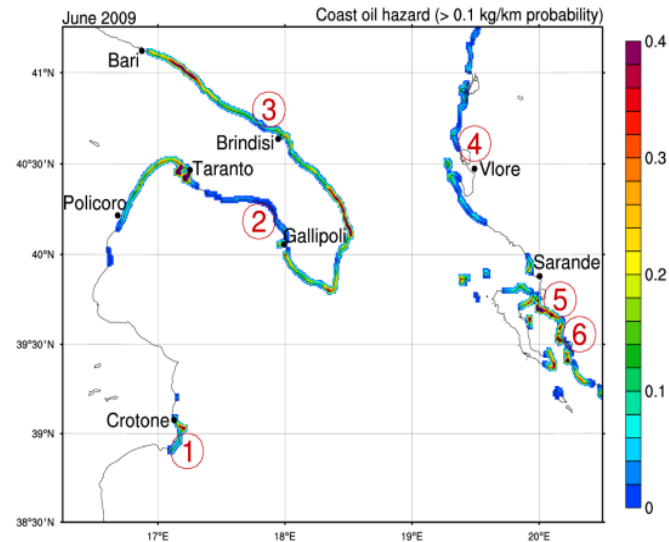 June 2009 Coast oil hazard (> 0.1 kg/km probability)
0.4
41°N
Bari
3
Brindisi
4
0.3
40°30'N
Taranto
Vlore
Policoro
2
Gallipoli
40°N
Sarande
0.2
5
6
39°30'N
Crotone
0.1
39°N
1
38°30'N
0
17°E 18°E 19°E 20°E